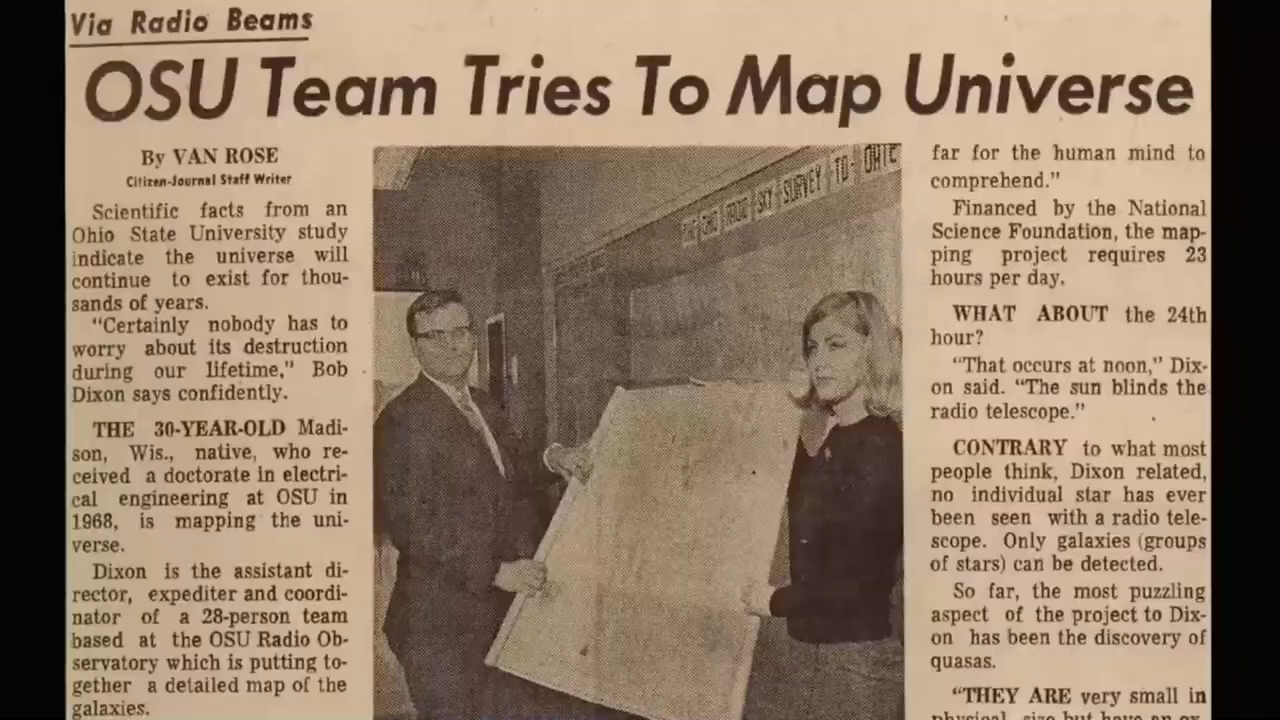 Via Radio Beams
OSU Team Tries To Map Universe
By VAN ROSE
Citizen-Journal Staff Writer
Scientific facts from an
Ohio State University study
indicate the universe will
continue to exist for thou-
sands of years.
"Certainly nobody has to
worry about its destruction
during our lifetime," Bob
Dixon says confidently.
THE 30-YEAR-OLD Madi-
son, Wis., native, who re-
ceived a doctorate in electri-
cal engineering at OSU in
1968, is mapping the uni-
verse.
Dixon is the assistant di-
rector, expediter and coordi-
nator of a 28-person team
based at the OSU Radio Ob-
servatory which is putting to-
gether a detailed map of the
galaxies.
THE OHIO RADIO SKY SURVEY TO-
far for the human mind to
comprehend."
Financed by the National
Science Foundation, the map-
ping project requires 23
hours per day.
WHAT ABOUT the 24th
hour?
"That occurs at noon," Dix-
on said. "The sun blinds the
radio telescope."
CONTRARY to what most
people think, Dixon related,
no individual star has ever
been seen with a radio tele-
scope. Only galaxies (groups
of stars) can be detected.
So far, the most puzzling
aspect of the project to Dix-
on has been the discovery of
quasas.
"THEY ARE very small in
physical size but have an ex-